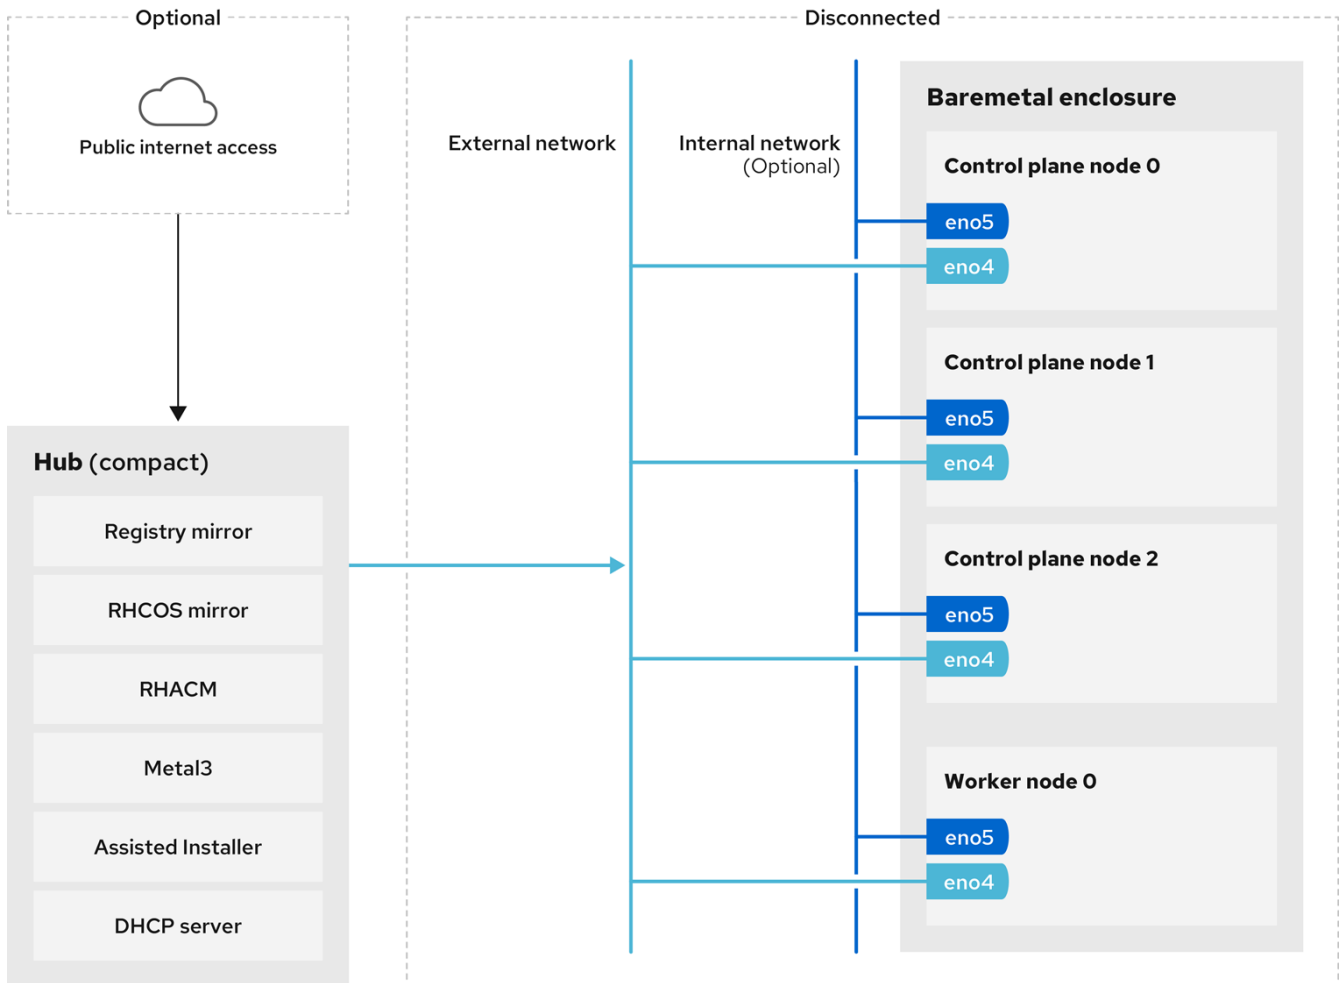 Optional
Public internet access
Hub (compact)
Registry mirror
RHCOS mirror
RHACM
Metal3
Assisted Installer
DHCP server
Disconnected
External network
Internal network
(Optional)
Baremetal enclosure
Control plane node 0
eno5
eno4
Control plane node 1
eno5
eno4
Control plane node 2
eno5
eno4
Worker node 0
eno5
eno4